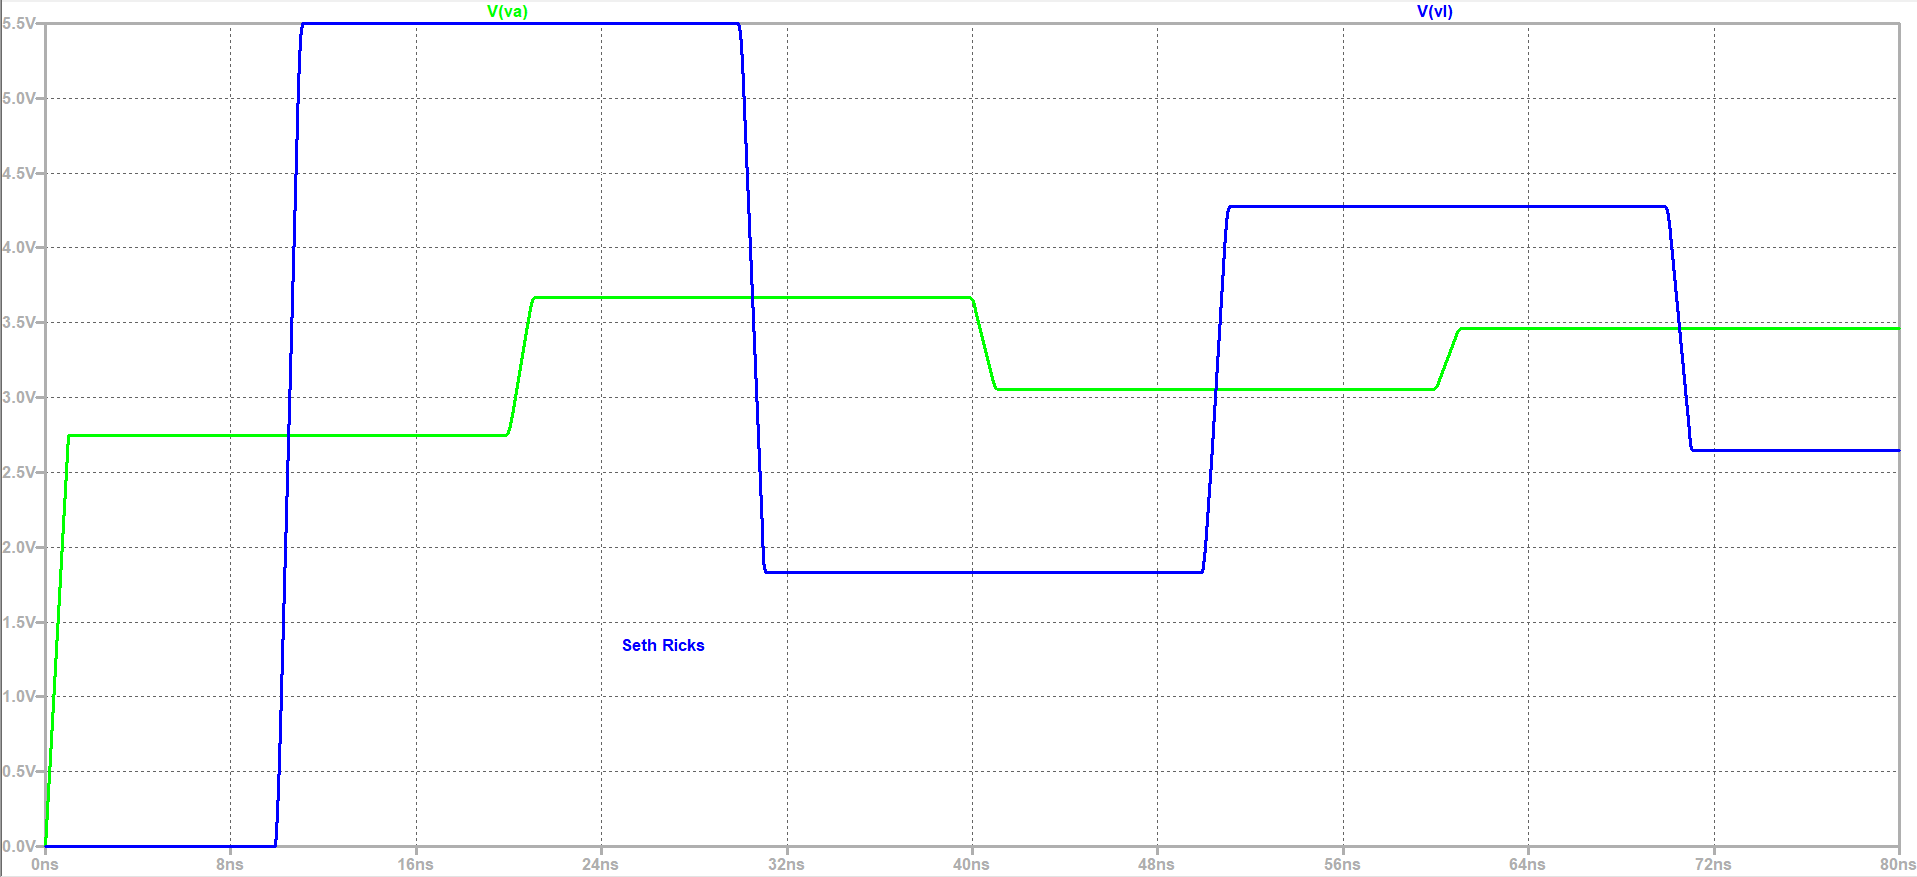 V(va) V(vl)
5.5V
5.0V
4.5V
4.0V
3.5V
3.0V
2.5V
2.0V
1.5V
1.0V
0.5V
0.0V
Seth Ricks
0ns 8ns 16ns 24ns 32ns 40ns 48ns 56ns 64ns 72ns 80ns